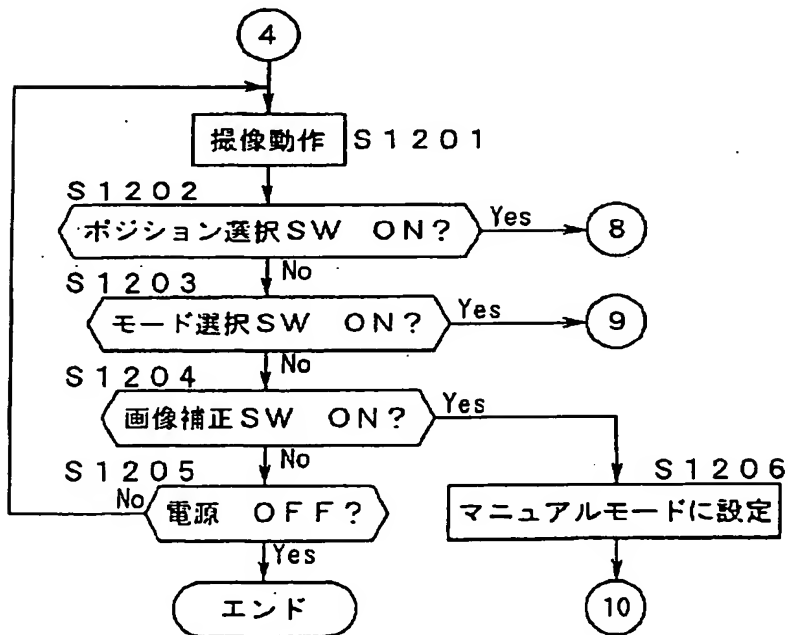 4
撮像動作 S1201
S1202
ポジション選択SW ON? Yes 8
No
S1203
モード選択SW ON? Yes 9
No
S1204
画像補正SW ON? Yes
No
S1205 S1206
No 電源 OFF? マニュアルモードに設定
Yes
エンド 10